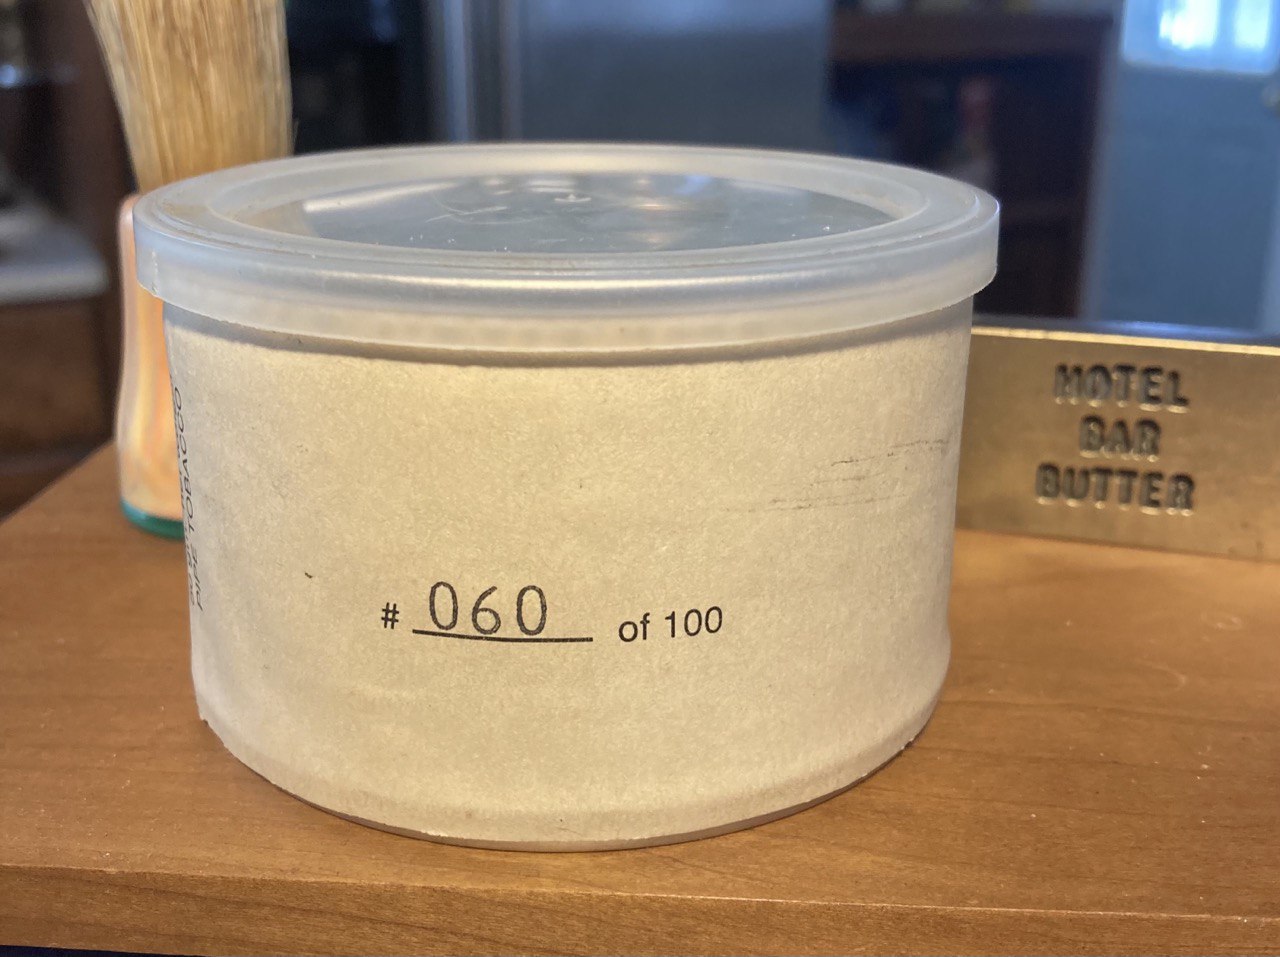 # 060 of 100
PIPE TOBACCO
HOTEL
BAR
BUTTER